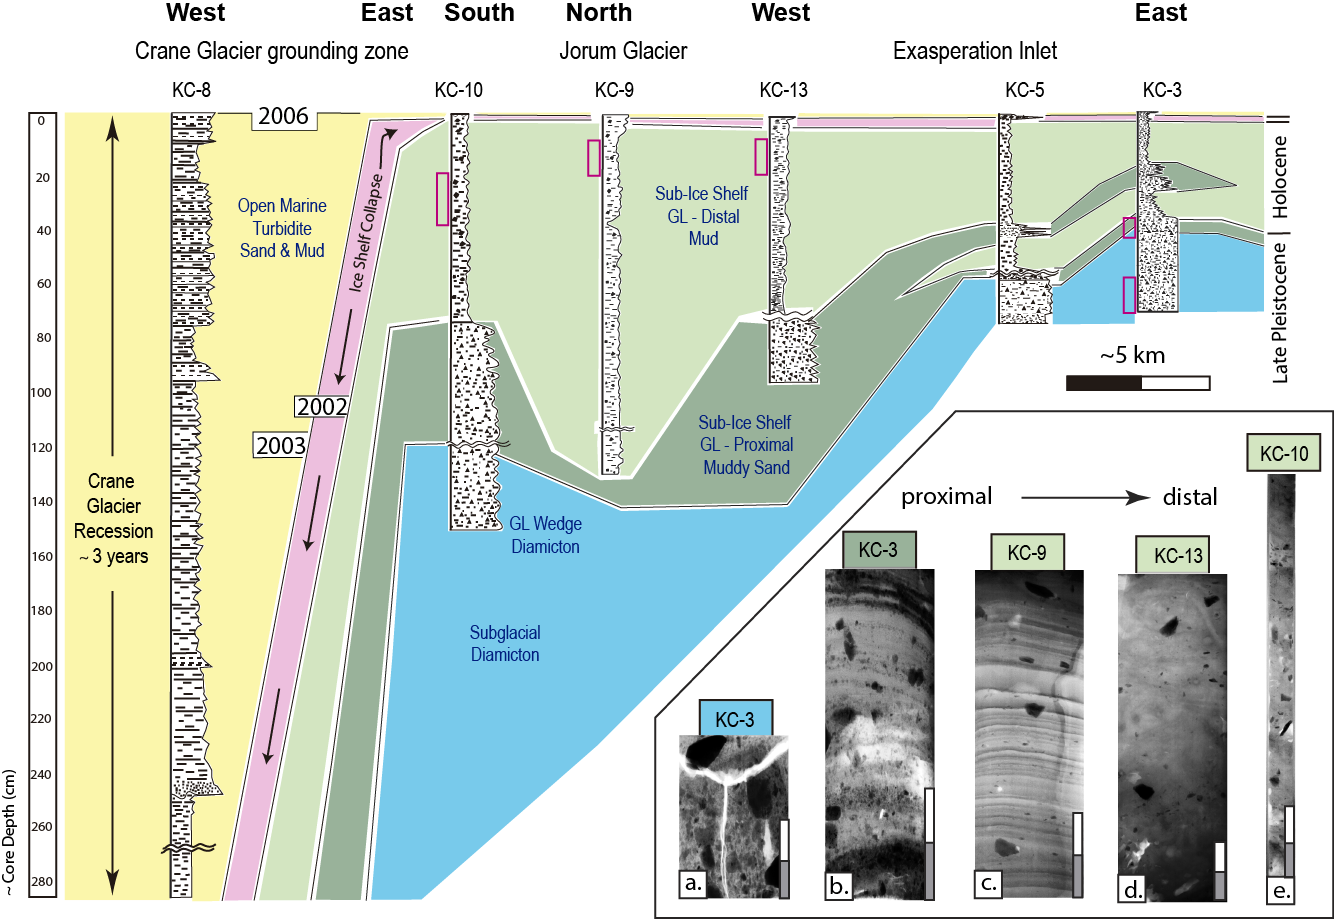 West East South North West East
Crane Glacier grounding zone Jorum Glacier Exasperation Inlet
KC-8 KC-10 KC-9 KC-13 KC-5 KC-3
0
20
40
60
80
100
120
140
160
180
200
220
240
260
280
~ Core Depth (cm)
2006
Open Marine
Turbidite
Sand & Mud
Ice Shelf Collapse
2002
2003
Crane
Glacier
Recession
~ 3 years
Sub-Ice Shelf
GL - Distal
Mud
Sub-Ice Shelf
GL - Proximal
Muddy Sand
GL Wedge
Diamicton
Subglacial
Diamicton
Holocene
Late Pleistocene
~5 km
proximal distal
KC-3
a.
KC-3
b.
KC-9
c.
KC-13
d.
KC-10
e.